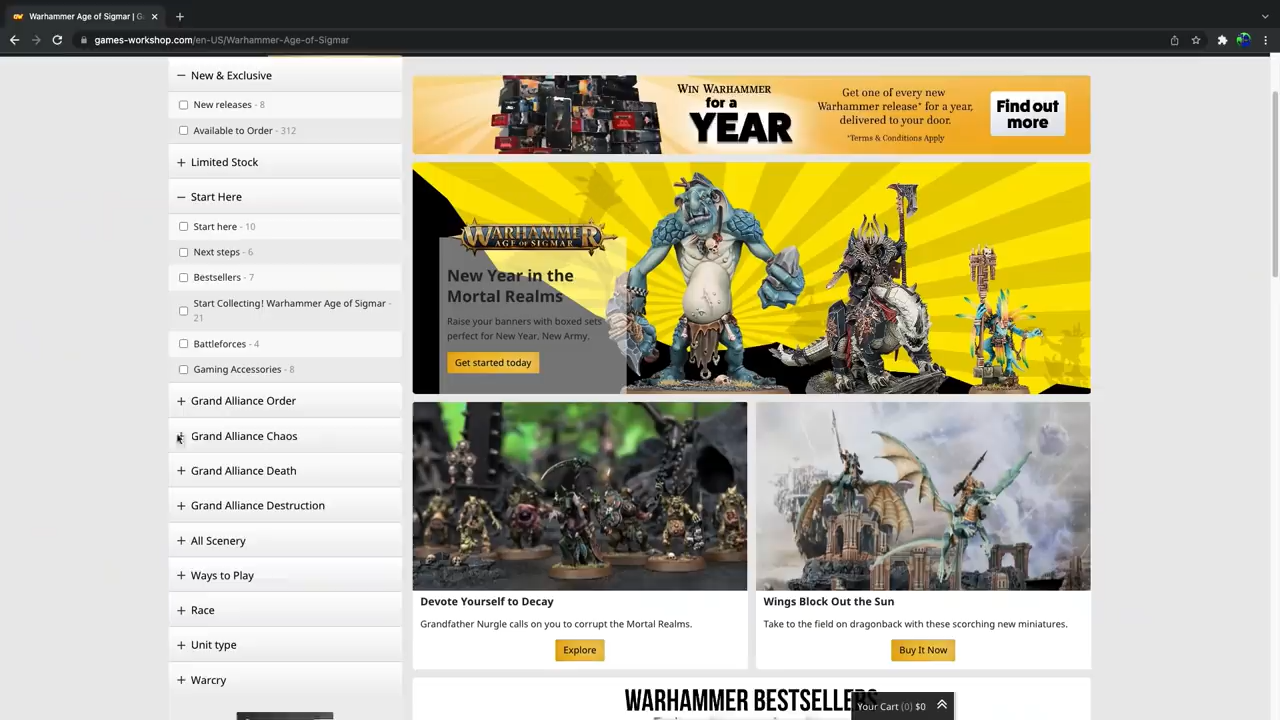 Warhammer Age of Sigmar | G
games-workshop.com/en-US/Warhammer-Age-of-Sigmar
New & Exclusive
New releases - 8
Available to Order - 312
Limited Stock
Start Here
Start here - 10
Next steps - 6
Bestsellers - 7
Start Collecting! Warhammer Age of Sigmar -
21
Battleforces - 4
Gaming Accessories - 8
Grand Alliance Order
Grand Alliance Chaos
Grand Alliance Death
Grand Alliance Destruction
All Scenery
Ways to Play
Race
Unit type
Warcry
Win Warhammer
for a
YEAR
Get one of every new
Warhammer release* for a year,
delivered to your door.
*Terms & Conditions Apply
Find out
more
WARHAMMER
AGE OF SIGMAR
New Year in the
Mortal Realms
Raise your banners with boxed sets
perfect for New Year. New Army.
Get started today
Devote Yourself to Decay
Grandfather Nurgle calls on you to corrupt the Mortal Realms.
Explore
Wings Block Out the Sun
Take to the field on dragonback with these scorching new miniatures.
Buy It Now
WARHAMMER BESTSELLERS
Your Cart (0) $0